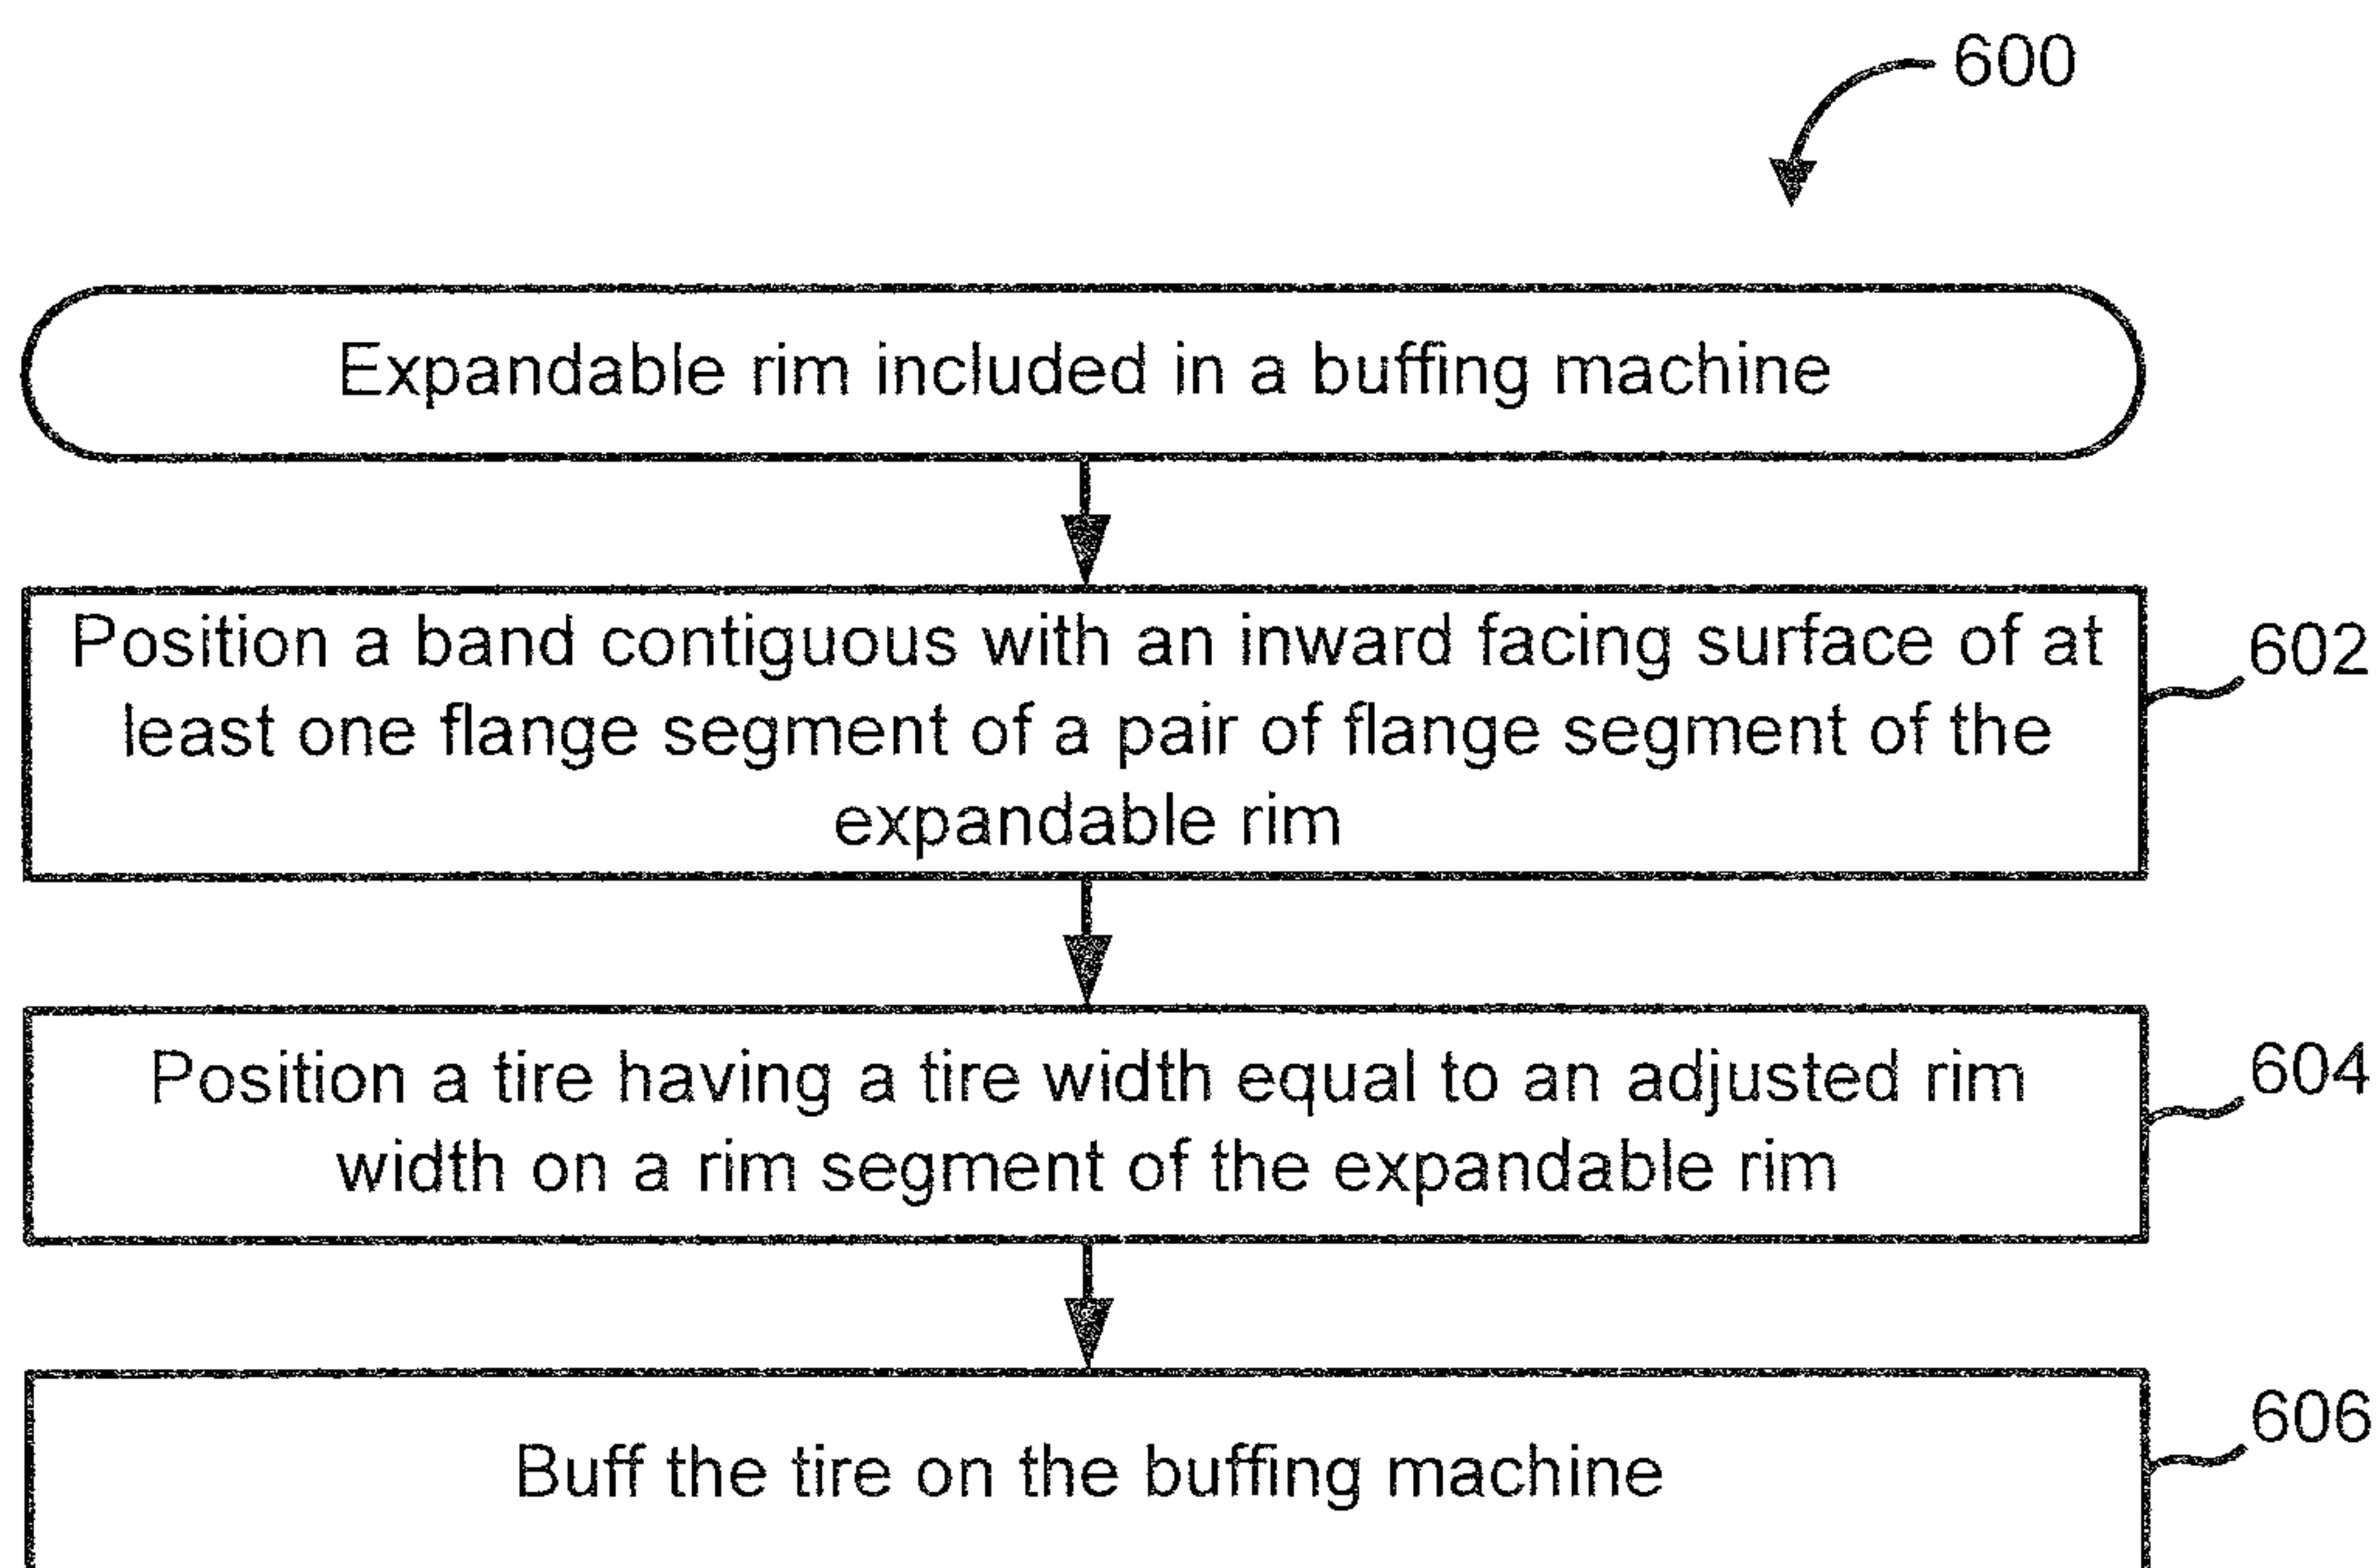 600
Expandable rim included in a buffing machine
Position a band contiguous with an inward facing surface of at
least one flange segment of a pair of flange segment of the
expandable rim
602
Position a tire having a tire width equal to an adjusted rim
width on a rim segment of the expandable rim
604
Buff the tire on the buffing machine
606